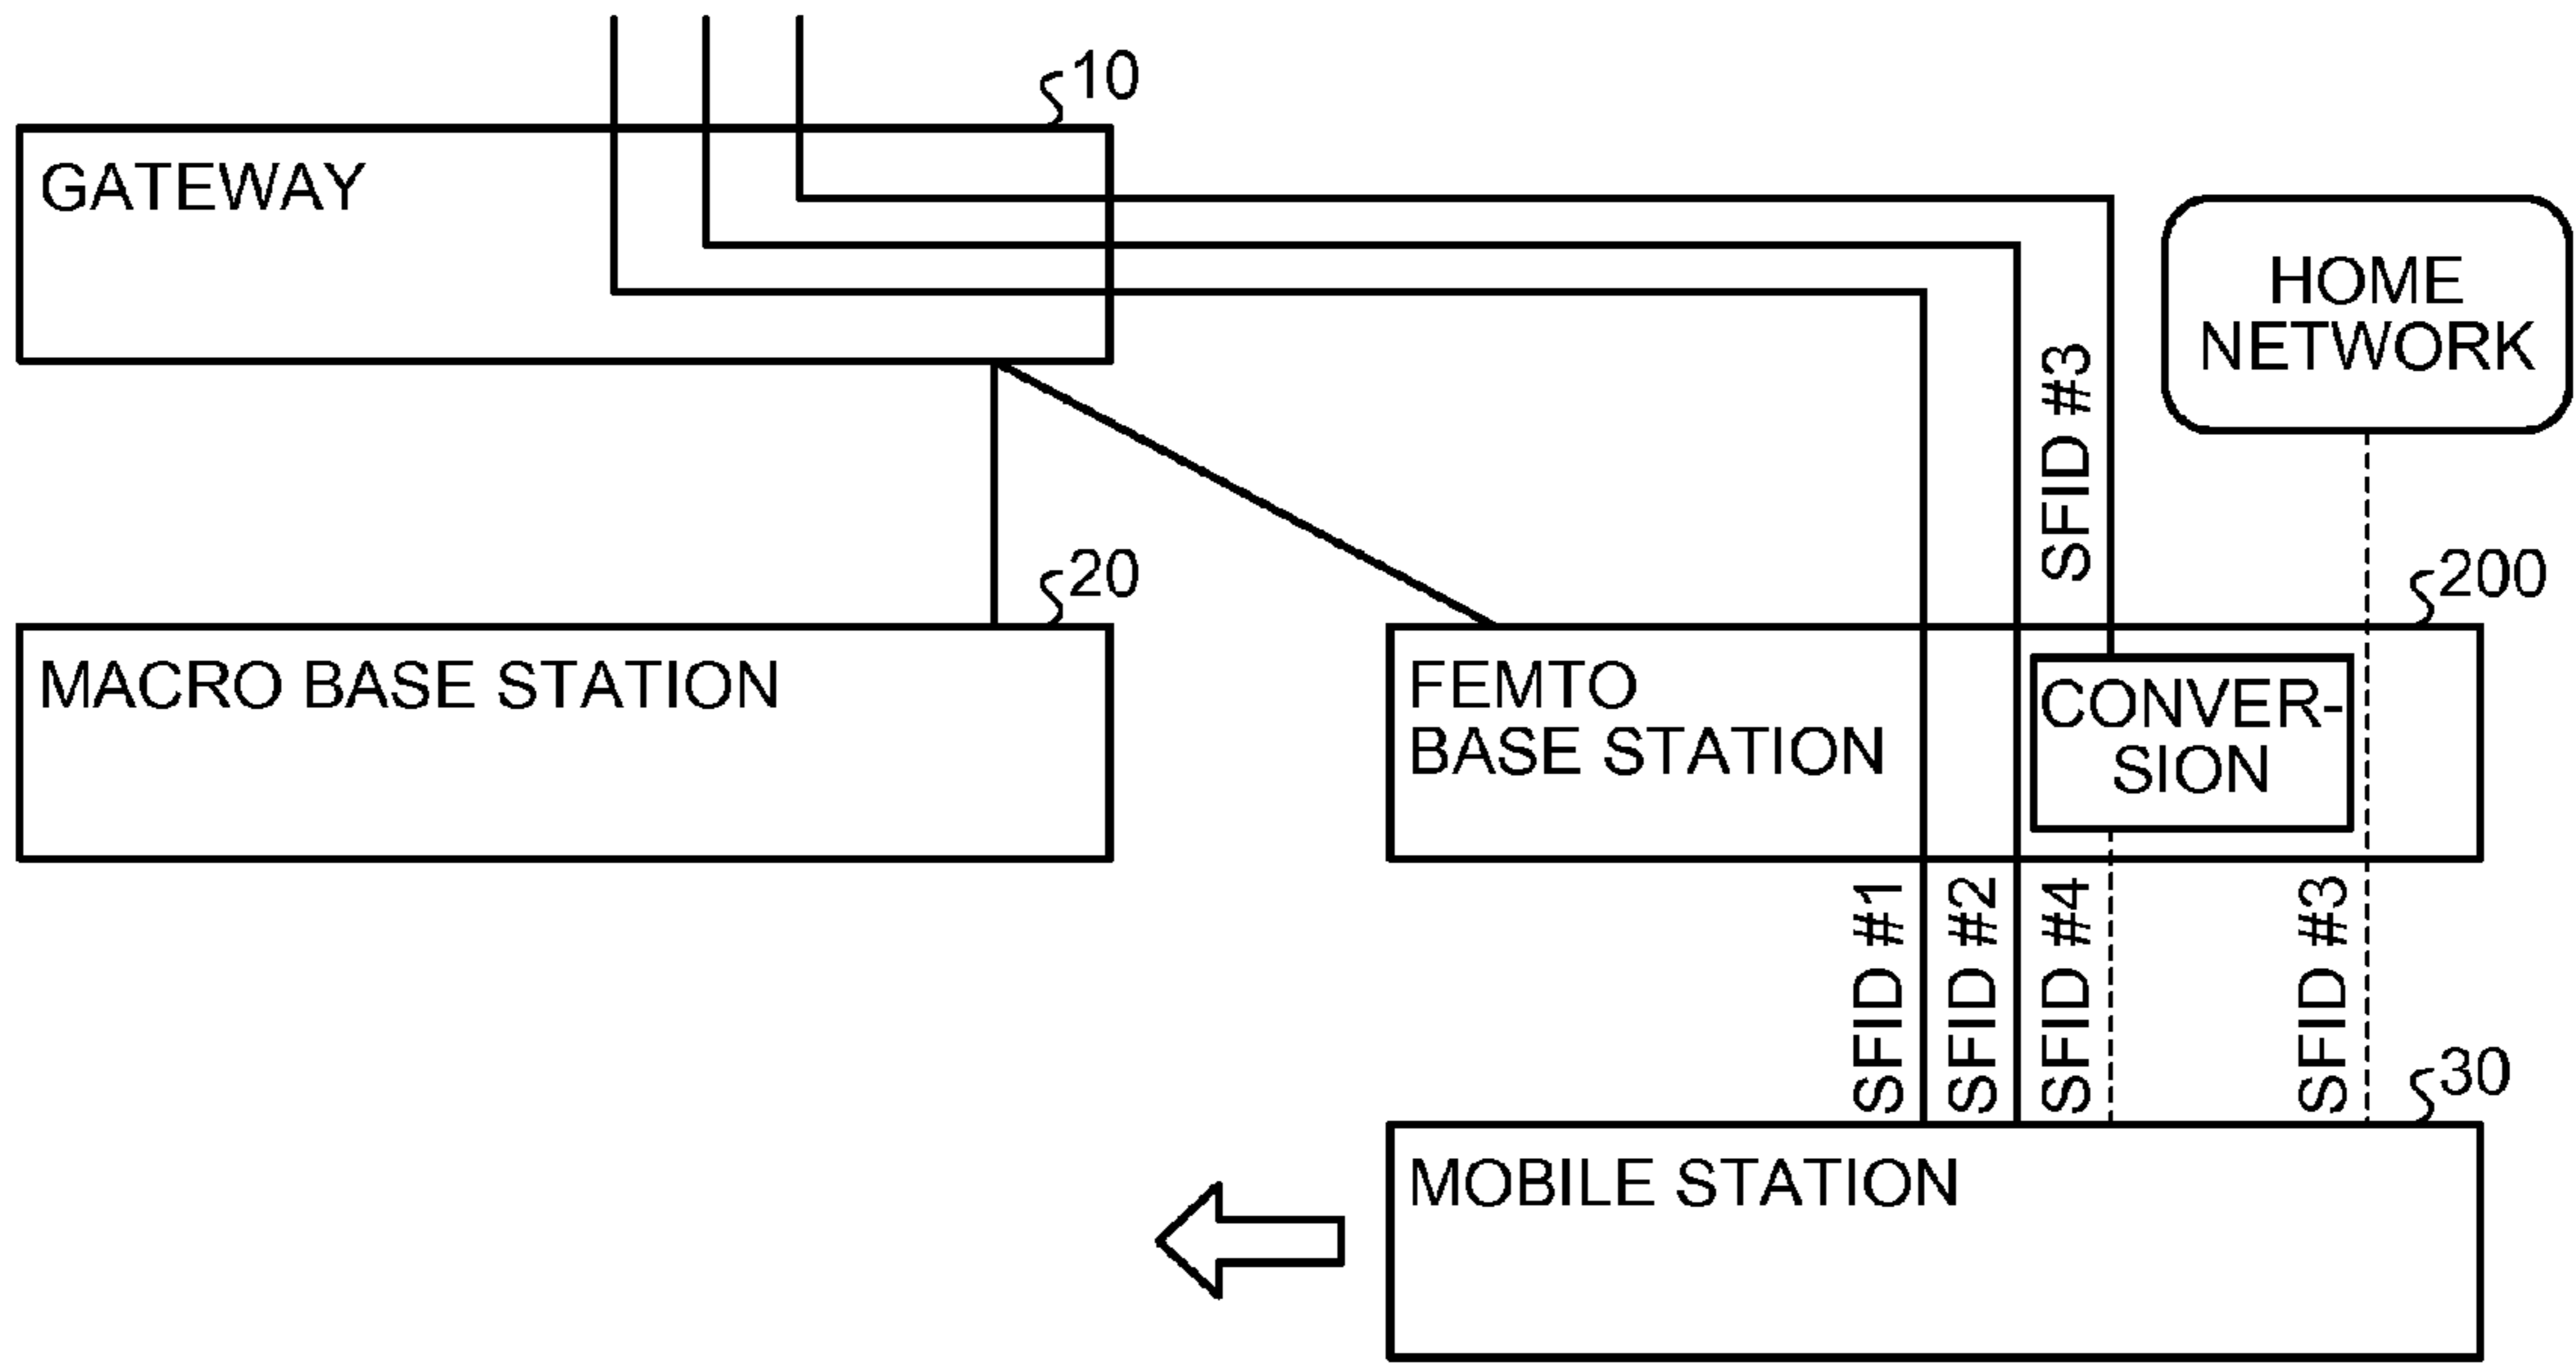 10
GATEWAY
HOME
NETWORK
SFID #3
20
200
MACRO BASE STATION
FEMTO
BASE STATION
CONVER-
SION
SFID #1
SFID #2
SFID #4
SFID #3
30
MOBILE STATION